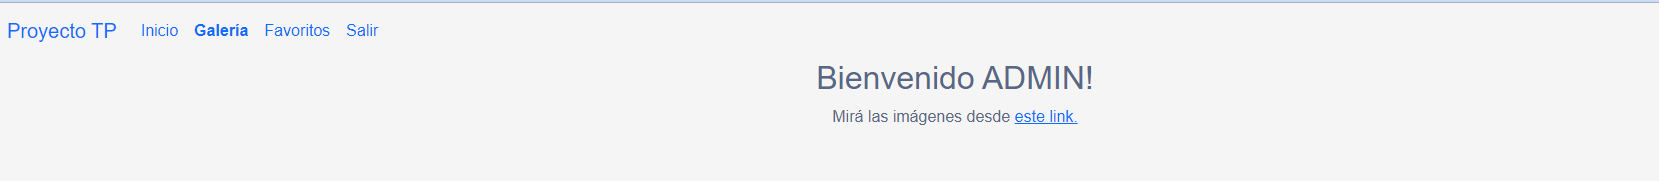 Proyecto TP Inicio Galería Favoritos Salir
Bienvenido ADMIN!
Mirá las imágenes desde este link.